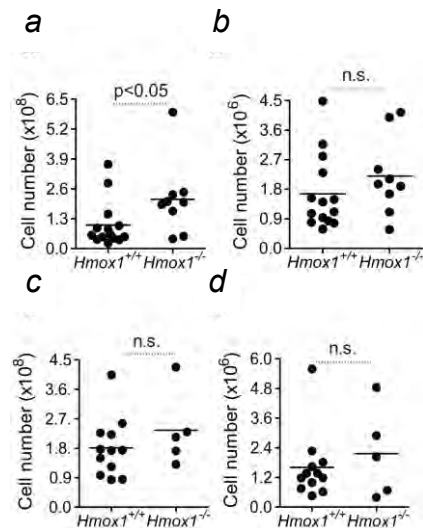 a
p<0.05
Cell number (x10⁸)
6.5
5.2
3.9
2.6
1.3
0.0
Hmox1+/+ Hmox1-/-
b
n.s.
Cell number (x10⁶)
4.5
3.6
2.7
1.8
0.9
0.0
Hmox1+/+ Hmox1-/-
c
n.s.
Cell number (x10⁸)
4.5
3.6
2.7
1.8
0.9
0.0
Hmox1+/+ Hmox1-/-
d
n.s.
Cell number (x10⁶)
6.0
4.8
3.6
2.4
1.2
0.0
Hmox1+/+ Hmox1-/-